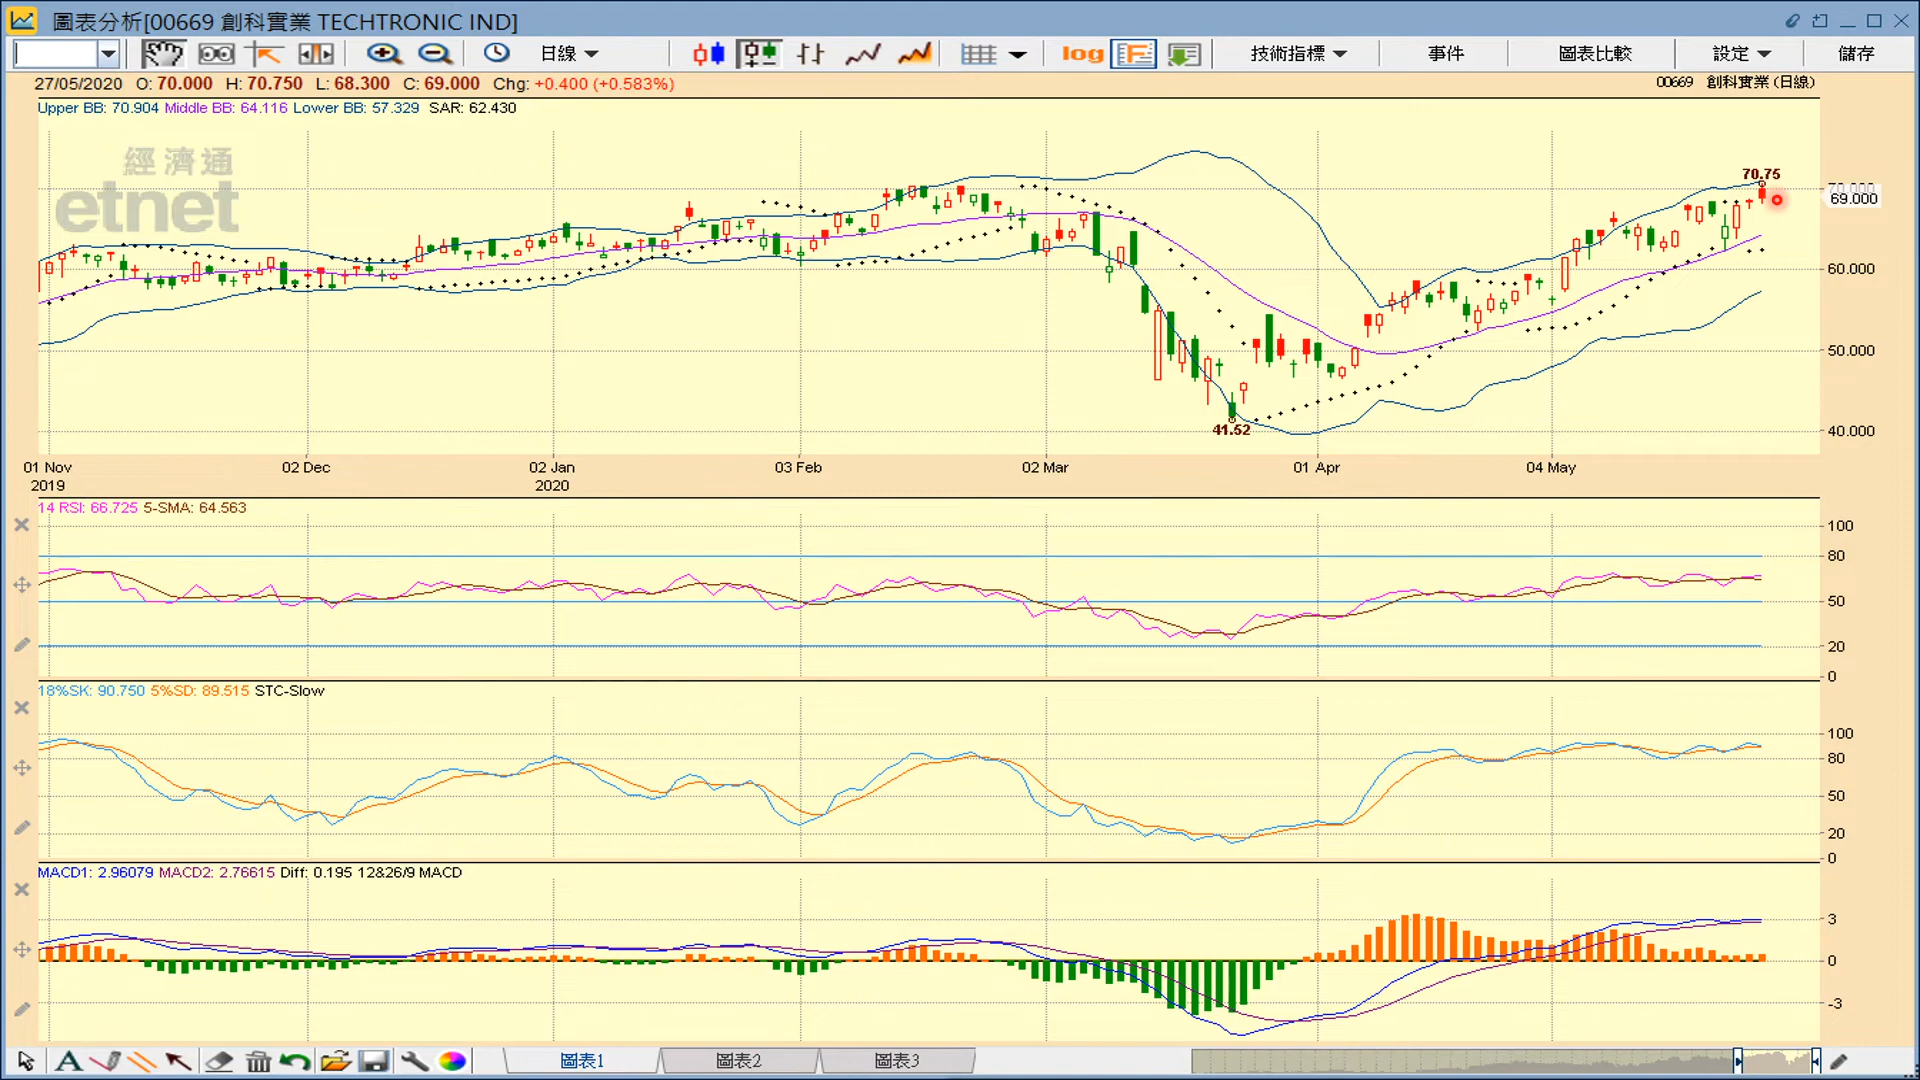 圖表分析[00669 創科實業 TECHTRONIC IND]
日線 log 技術指標 事件 圖表比較 設定 儲存
27/05/2020 O: 70.000 H: 70.750 L: 68.300 C: 69.000 Chg: +0.400 (+0.583%) 00669 創科實業 (日線)
Upper BB: 70.904 Middle BB: 64.116 Lower BB: 57.329 SAR: 62.430
經濟通
etnet
70.75
70.000
69.000
60.000
50.000
41.52
40.000
01 Nov 02 Dec 02 Jan 03 Feb 02 Mar 01 Apr 04 May
2019 2020
14 RSI: 66.725 5-SMA: 64.563
100
80
50
20
0
18%SK: 90.750 5%SD: 89.515 STC-Slow
100
80
50
20
0
MACD1: 2.96079 MACD2: 2.76615 Diff: 0.195 12&26/9 MACD
3
0
-3
A 圖表1 圖表2 圖表3